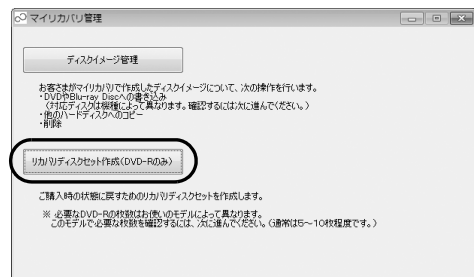 マイリカバリ管理
ディスクイメージ管理
お客さまがマイリカバリで作成したディスクイメージについて、次の操作を行います。
・DVDやBlu-ray Discへの書き込み
（対応ディスクは機種によって異なります。確認するには次に進んでください。）
・他のハードディスクへのコピー
・削除
リカバリディスクセット作成（DVD-Rのみ）
ご購入時の状態に戻すためのリカバリディスクセットを作成します。
※ 必要なDVD-Rの枚数はお使いのモデルによって異なります。
このモデルで必要な枚数を確認するには、次に進んでください。（通常は5～10枚程度です。）